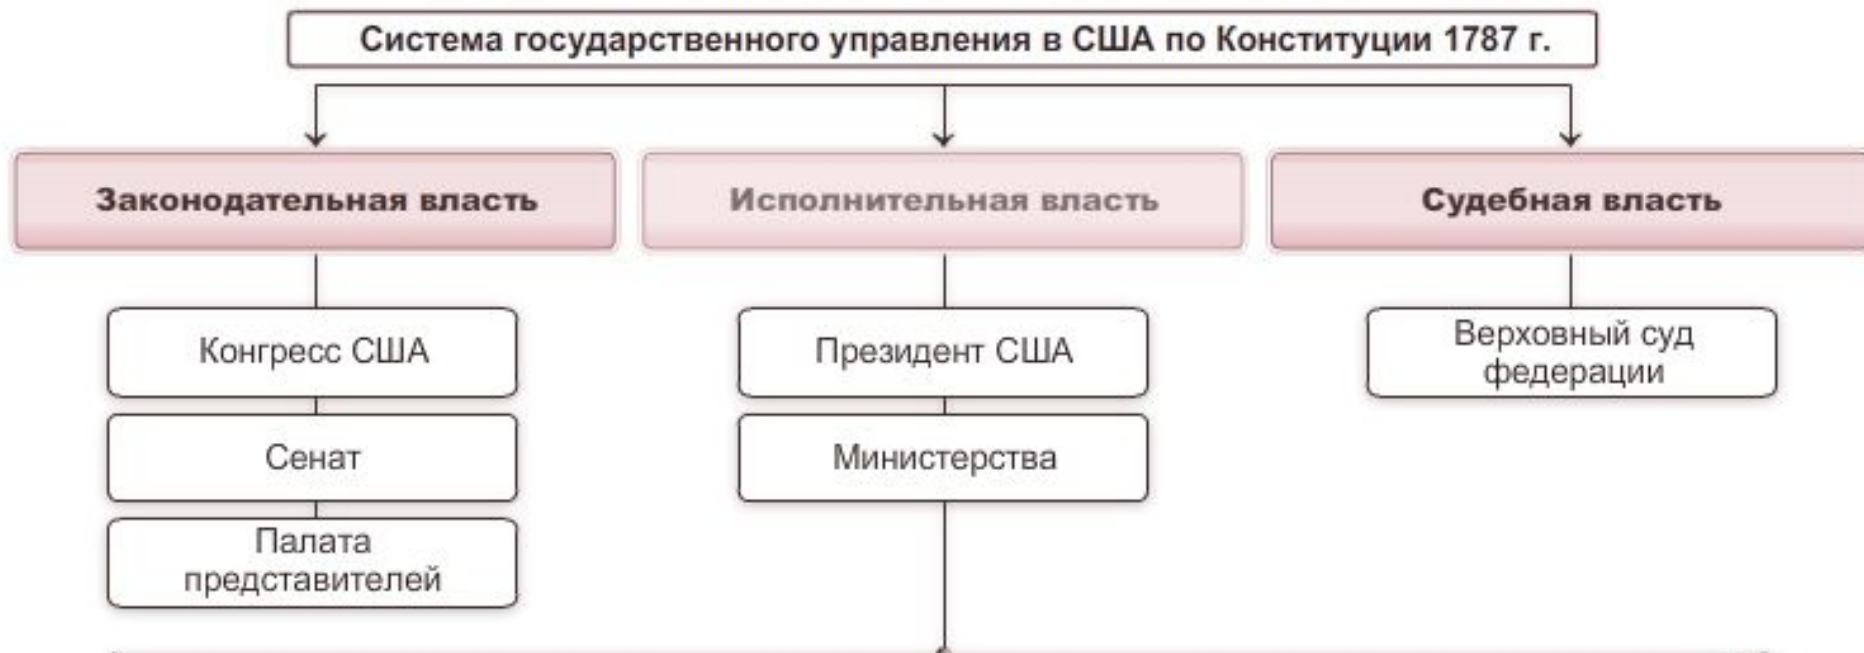 Система государственного управления в США по Конституции 1787 г.
Законодательная власть
Исполнительная власть
Судебная власть
Конгресс США
Президент США
Верховный суд
федерации
Сенат
Министерства
Палата
представителей